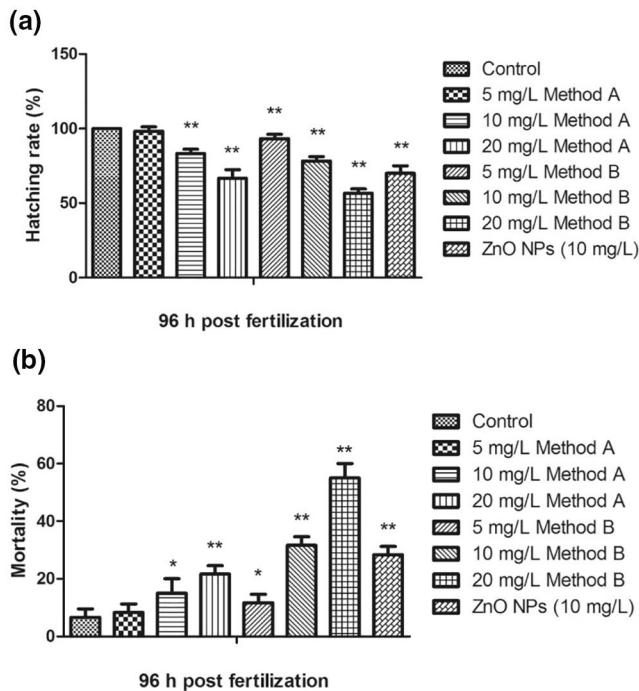 (a)
150
100
50
0
Hatching rate (%)
** ** ** ** ** **
96 h post fertilization
Control
5 mg/L Method A
10 mg/L Method A
20 mg/L Method A
5 mg/L Method B
10 mg/L Method B
20 mg/L Method B
ZnO NPs (10 mg/L)
(b)
80
60
40
20
0
Mortality (%)
* ** * ** ** **
96 h post fertilization
Control
5 mg/L Method A
10 mg/L Method A
20 mg/L Method A
5 mg/L Method B
10 mg/L Method B
20 mg/L Method B
ZnO NPs (10 mg/L)